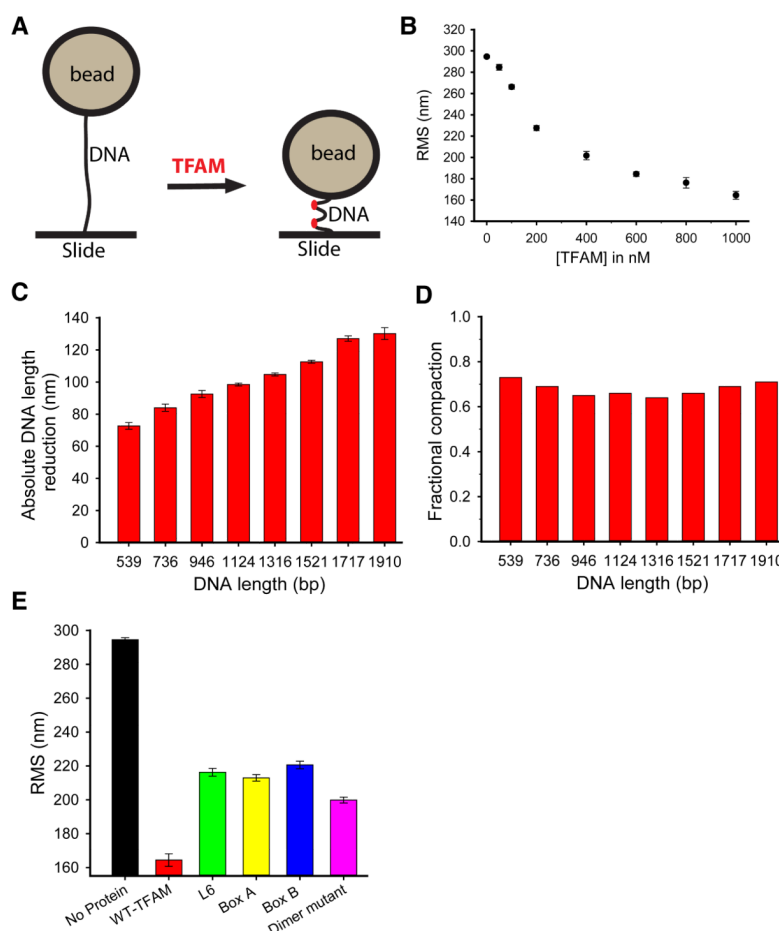 A
bead
DNA
Slide
TFAM
bead
DNA
Slide
B
RMS (nm)
320
300
280
260
240
220
200
180
160
140
0 200 400 600 800 1000
[TFAM] in nM
C
Absolute DNA length
reduction (nm)
140
120
100
80
60
40
20
0
539 736 946 1124 1316 1521 1717 1910
DNA length (bp)
D
Fractional compaction
1.0
0.8
0.6
0.4
0.2
0.0
539 736 946 1124 1316 1521 1717 1910
DNA length (bp)
E
RMS (nm)
300
280
260
240
220
200
180
160
No Protein
WT-TFAM
L6
Box A
Box B
Dimer mutant